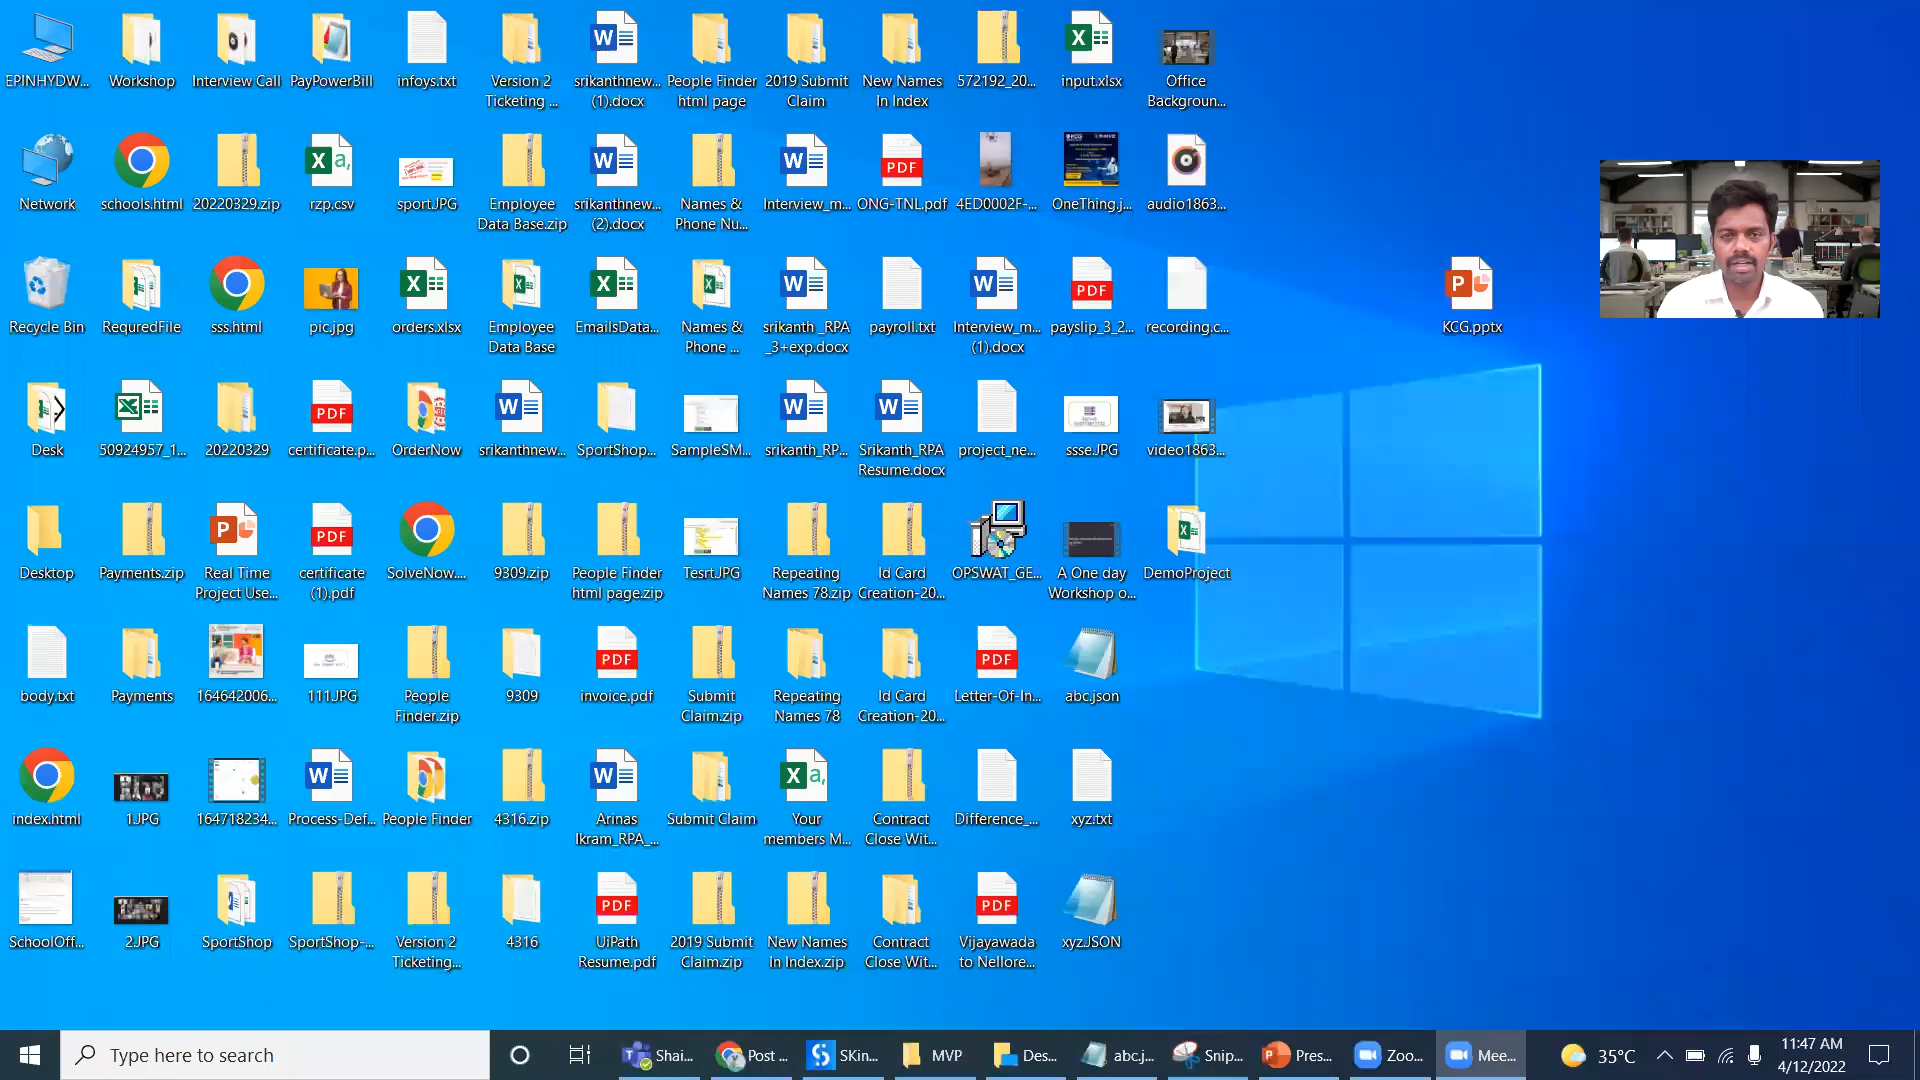 EPINHYDW...
Workshop
Interview Call
PayPowerBill
infoys.txt
Version 2
Ticketing ...
srikanthnew...
(1).docx
People Finder
html page
2019 Submit
Claim
New Names
In Index
572192_20...
input.xlsx
Office
Backgroun...
Network
schools.html
20220329.zip
rzp.csv
sport.JPG
Employee
Data Base.zip
srikanthnew...
(2).docx
Names &
Phone Nu...
Interview_m...
ONG-TNL.pdf
4ED0002F-...
OneThing.j...
audio1863...
Recycle Bin
RequredFile
sss.html
pic.jpg
orders.xlsx
Employee
Data Base
EmailsData...
Names &
Phone ...
srikanth _RPA
_3+exp.docx
payroll.txt
Interview_m...
(1).docx
payslip_3_2...
recording.c...
KCG.pptx
Desk
50924957_1...
20220329
certificate.p...
OrderNow
srikanthnew...
SportShop...
SampleSM...
srikanth_RP...
Srikanth_RPA
Resume.docx
project_ne...
ssse.JPG
video1863...
Desktop
Payments.zip
Real Time
Project Use...
certificate
(1).pdf
SolveNow....
9309.zip
People Finder
html page.zip
Tesrt.JPG
Repeating
Names 78.zip
Id Card
Creation-20...
OPSWAT_GE...
A One day
Workshop o...
DemoProject
body.txt
Payments
164642006...
111.JPG
People
Finder.zip
9309
invoice.pdf
Submit
Claim.zip
Repeating
Names 78
Id Card
Creation-20...
Letter-Of-In...
abc.json
index.html
1.JPG
164718234...
Process-Def...
People Finder
4316.zip
Arinas
Ikram_RPA_...
Submit Claim
Your
members M...
Contract
Close Wit...
Difference_...
xyz.txt
SchoolOff...
2.JPG
SportShop
SportShop-...
Version 2
Ticketing...
4316
UiPath
Resume.pdf
2019 Submit
Claim.zip
New Names
In Index.zip
Contract
Close Wit...
Vijayawada
to Nellore...
xyz.JSON
Type here to search
Shai...
Post ...
SKin...
MVP
Des...
abc.j...
Snip...
Pres...
Zoo...
Mee...
35°C
11:47 AM
4/12/2022